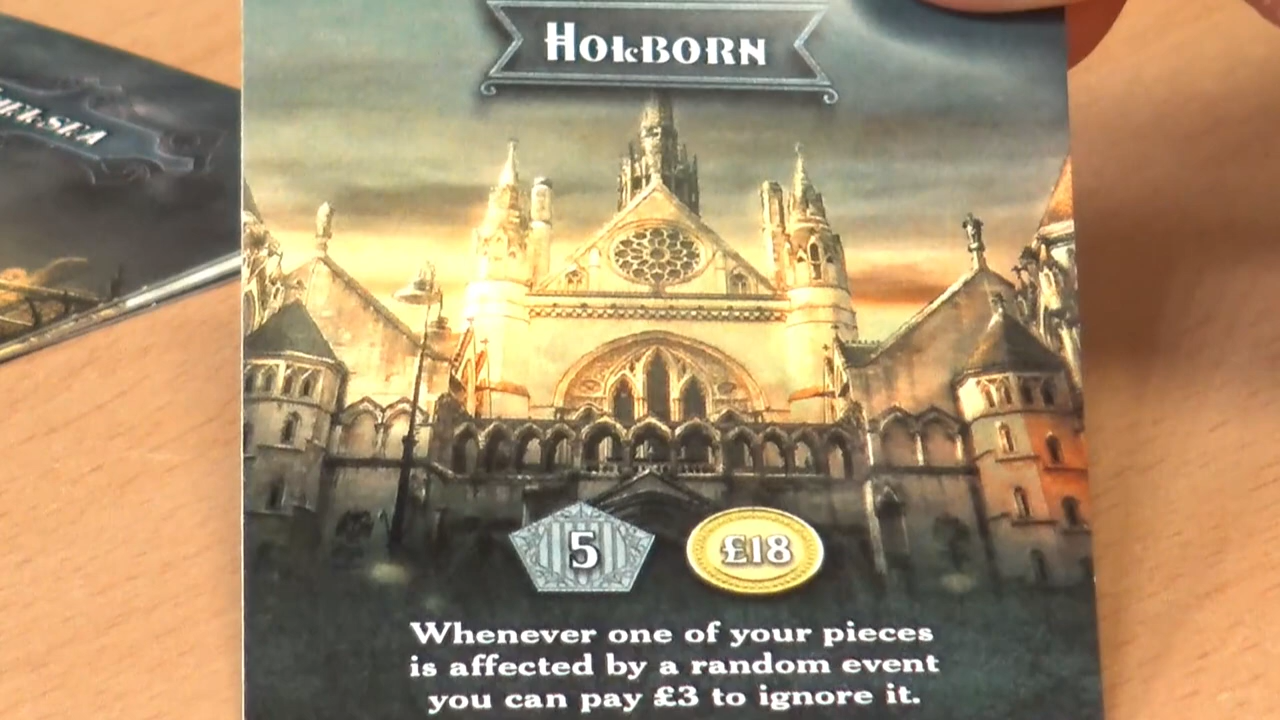 HOLBORN
5
£18
Whenever one of your pieces
is affected by a random event
you can pay £3 to ignore it.